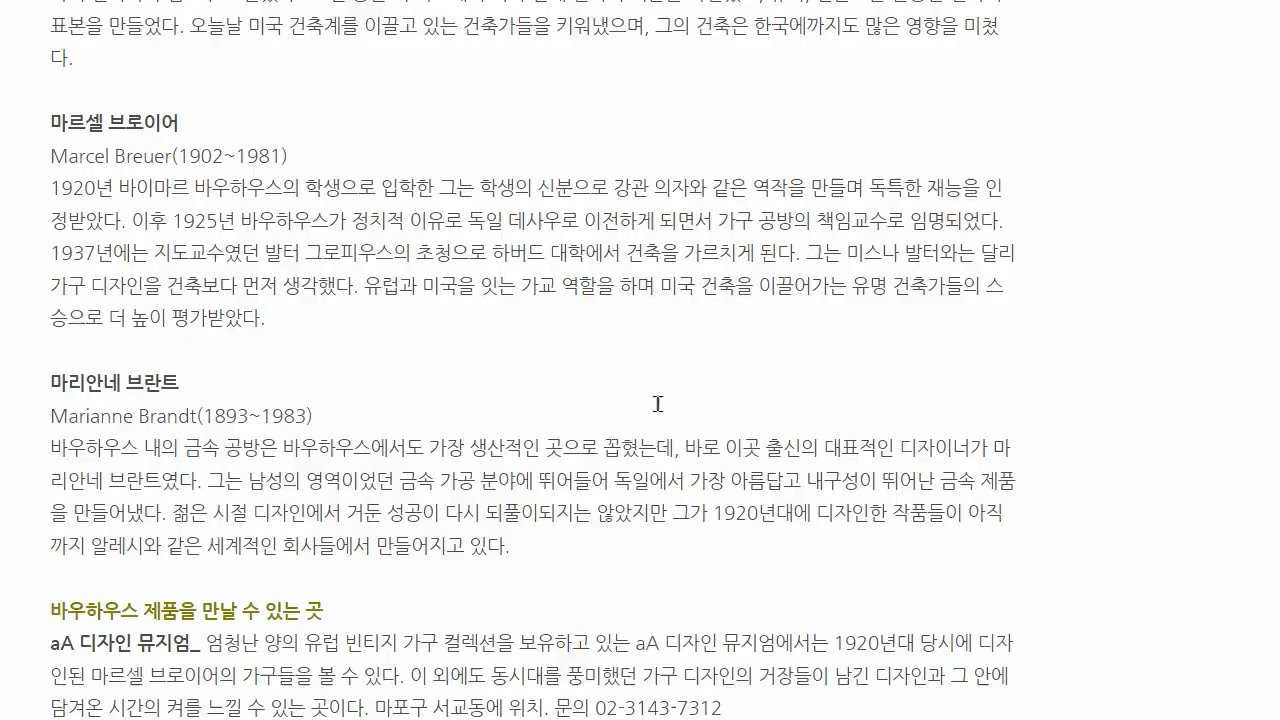 표본을 만들었다. 오늘날 미국 건축계를 이끌고 있는 건축가들을 키워냈으며, 그의 건축은 한국에까지도 많은 영향을 미쳤
다.
마르셀 브로이어
Marcel Breuer(1902~1981)
1920년 바이마르 바우하우스의 학생으로 입학한 그는 학생의 신분으로 강관 의자와 같은 역작을 만들며 독특한 재능을 인
정받았다. 이후 1925년 바우하우스가 정치적 이유로 독일 데사우로 이전하게 되면서 가구 공방의 책임교수로 임명되었다.
1937년에는 지도교수였던 발터 그로피우스의 초청으로 하버드 대학에서 건축을 가르치게 된다. 그는 미스나 발터와는 달리
가구 디자인을 건축보다 먼저 생각했다. 유럽과 미국을 잇는 가교 역할을 하며 미국 건축을 이끌어가는 유명 건축가들의 스
승으로 더 높이 평가받았다.
마리안네 브란트
Marianne Brandt(1893~1983)
바우하우스 내의 금속 공방은 바우하우스에서도 가장 생산적인 곳으로 꼽혔는데, 바로 이곳 출신의 대표적인 디자이너가 마
리안네 브란트였다. 그는 남성의 영역이었던 금속 가공 분야에 뛰어들어 독일에서 가장 아름답고 내구성이 뛰어난 금속 제품
을 만들어냈다. 젊은 시절 디자인에서 거둔 성공이 다시 되풀이되지는 않았지만 그가 1920년대에 디자인한 작품들이 아직
까지 알레시와 같은 세계적인 회사들에서 만들어지고 있다.
바우하우스 제품을 만날 수 있는 곳
aA 디자인 뮤지엄_ 엄청난 양의 유럽 빈티지 가구 컬렉션을 보유하고 있는 aA 디자인 뮤지엄에서는 1920년대 당시에 디자
인된 마르셀 브로이어의 가구들을 볼 수 있다. 이 외에도 동시대를 풍미했던 가구 디자인의 거장들이 남긴 디자인과 그 안에
담겨온 시간의 켜를 느낄 수 있는 곳이다. 마포구 서교동에 위치. 문의 02-3143-7312